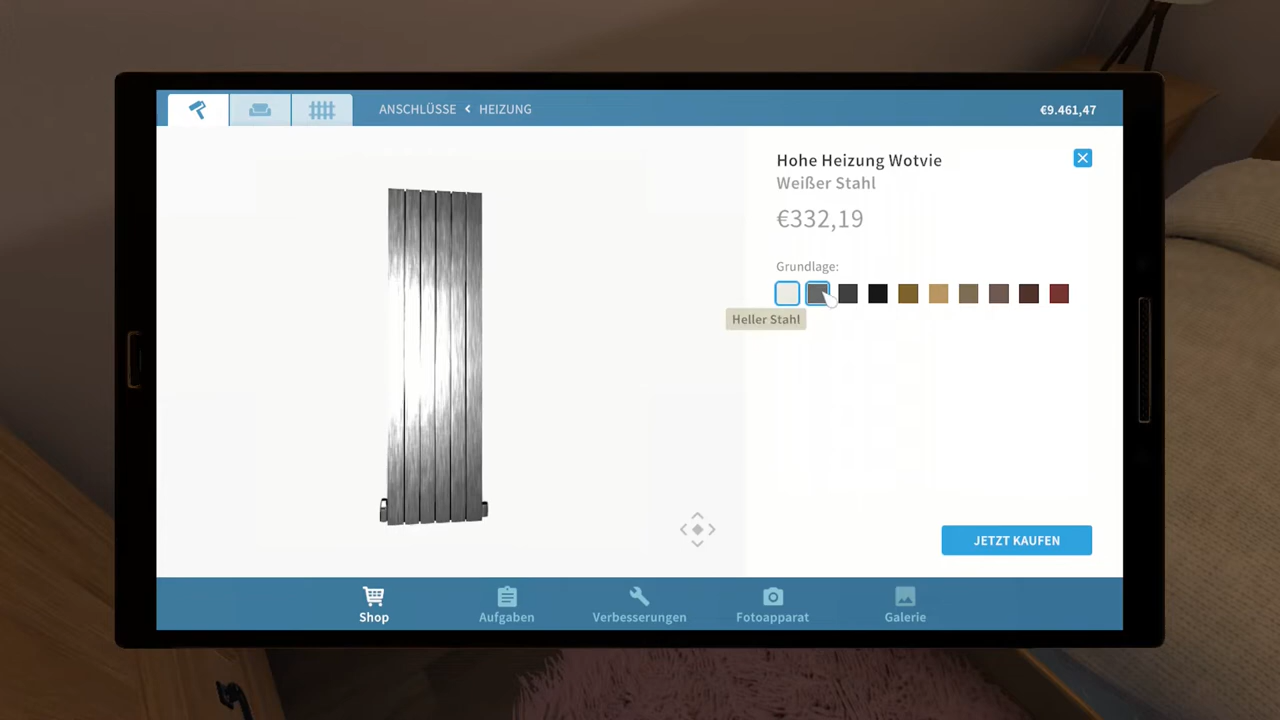 ANSCHLÜSSE < HEIZUNG
€9.461,47
Hohe Heizung Wotvie
Weißer Stahl
€332,19
Grundlage:
Heller Stahl
JETZT KAUFEN
Shop
Aufgaben
Verbesserungen
Fotoapparat
Galerie